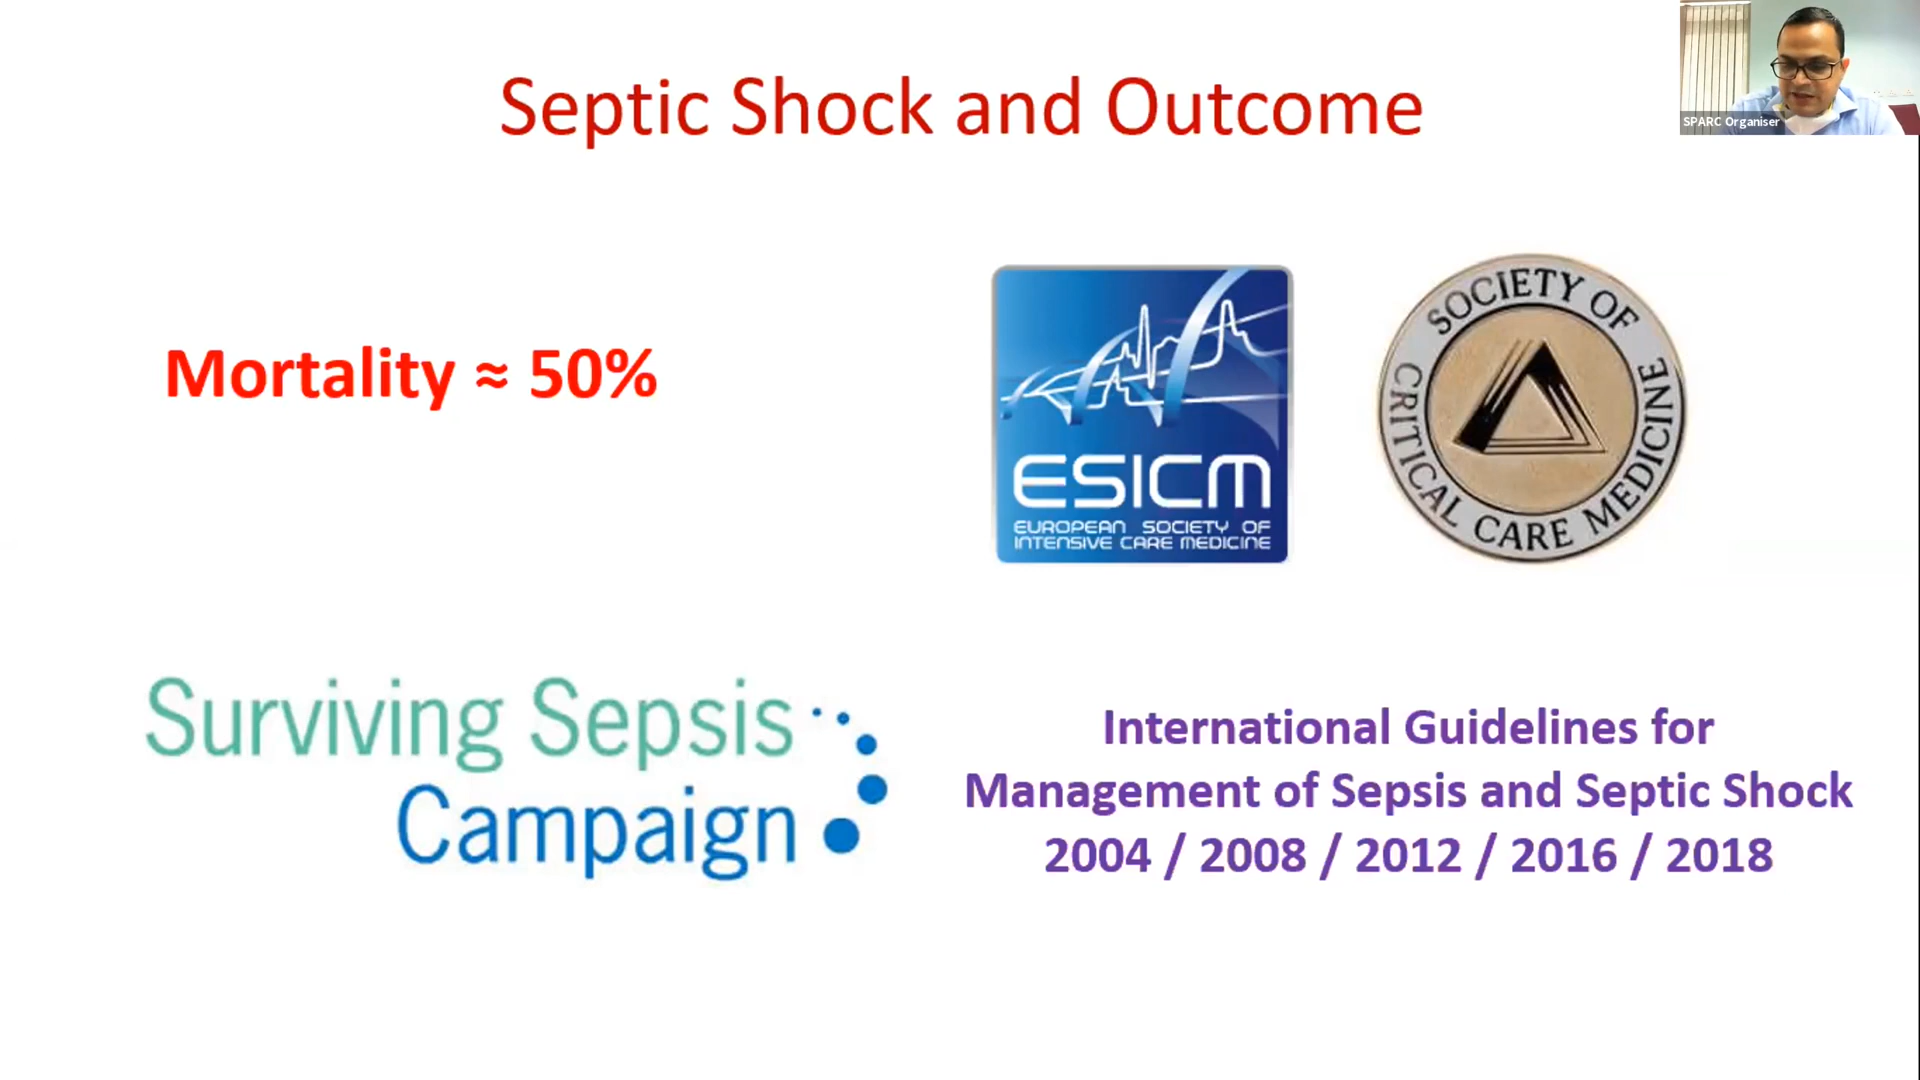 Septic Shock and Outcome
SPARC Organiser
Mortality ≈ 50%
ESICM
EUROPEAN SOCIETY OF
INTENSIVE CARE MEDICINE
SOCIETY OF
CRITICAL CARE MEDICINE
Surviving Sepsis
Campaign
International Guidelines for
Management of Sepsis and Septic Shock
2004 / 2008 / 2012 / 2016 / 2018